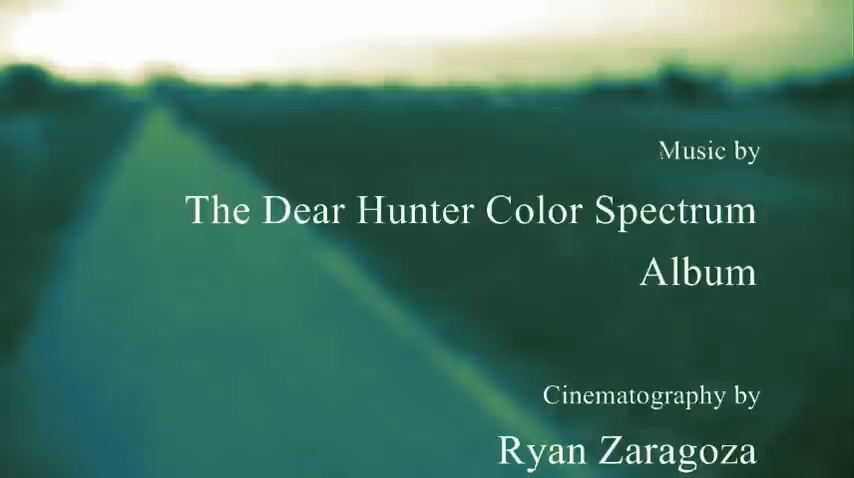 Music by
The Dear Hunter Color Spectrum
Album
Cinematography by
Ryan Zaragoza